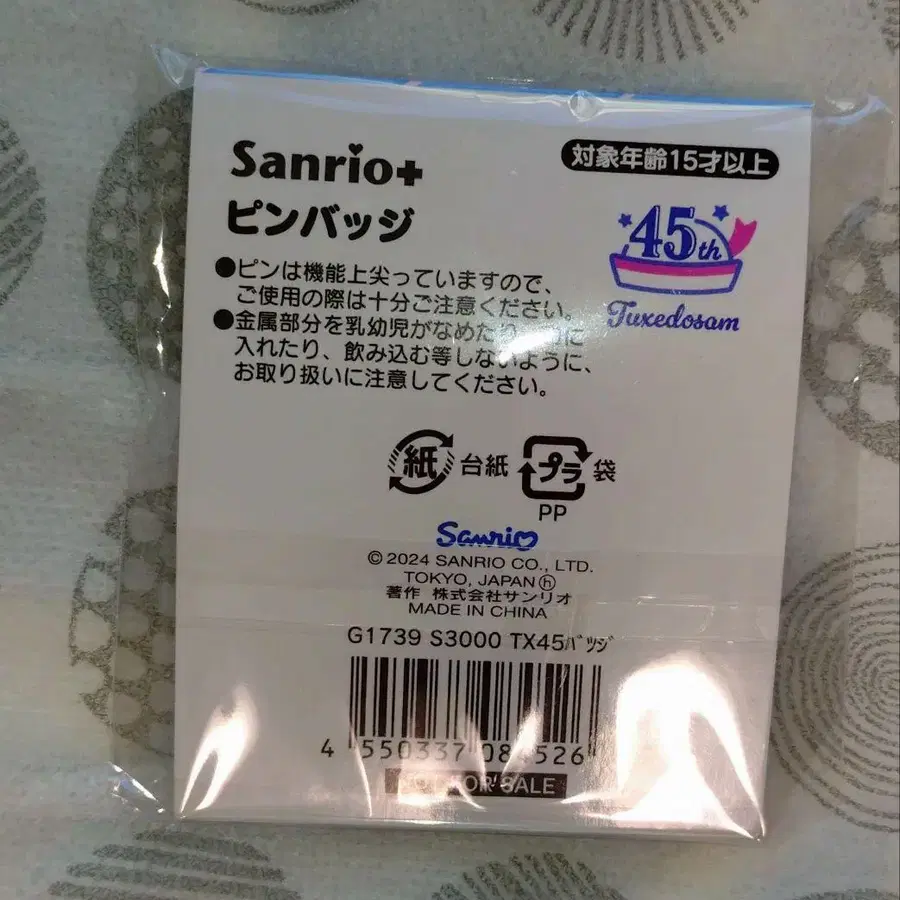 Sanrio+
対象年齢15才以上
ピンバッジ
45th
Tuxedosam
●ピンは機能上尖っていますので、
ご使用の際は十分ご注意ください。
●金属部分を乳幼児がなめたり、 に
入れたり、飲み込む等しないように、
お取り扱いに注意してください。
紙 台紙 プラ 袋
PP
Sanrio
© 2024 SANRIO CO., LTD.
TOKYO, JAPAN ⓗ
著作 株式会社サンリオ
MADE IN CHINA
G1739 S3000 TX45バッジ
4 550337 526
FOR SALE